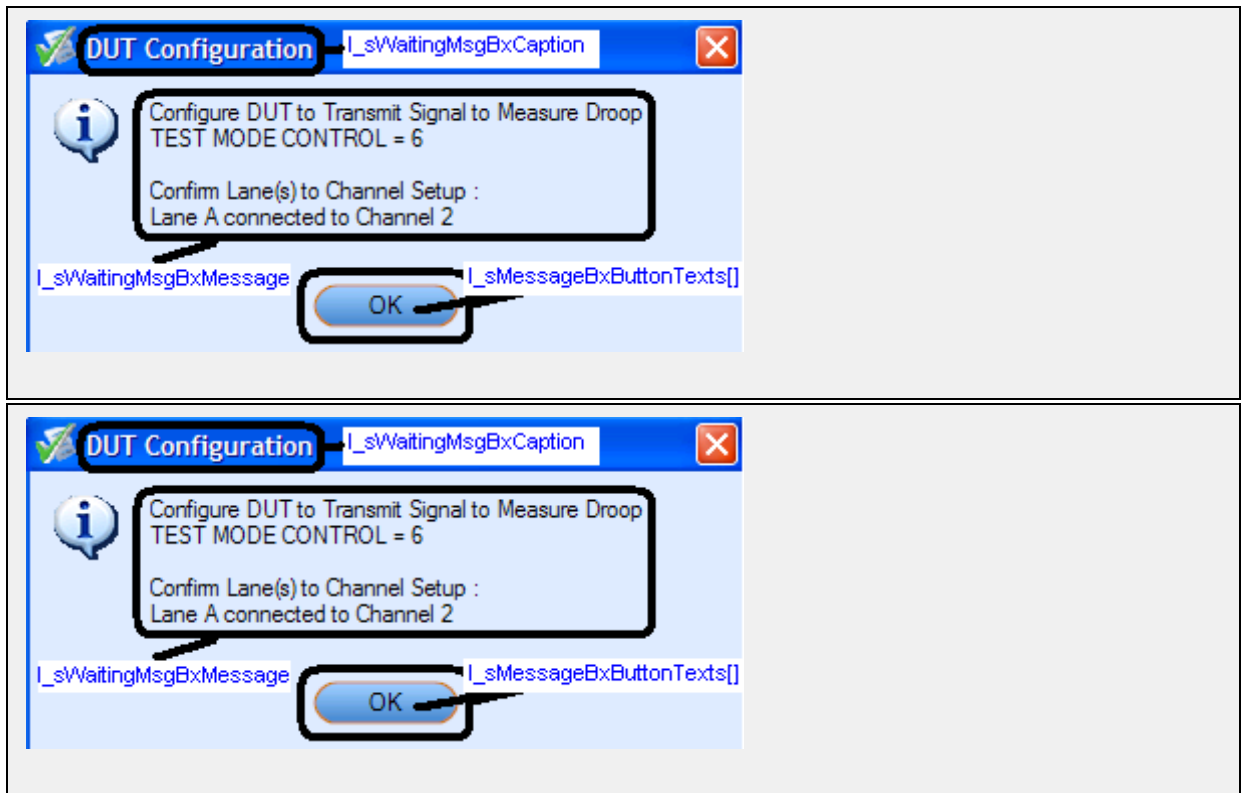 DUT Configuration l_sWaitingMsgBxCaption
Configure DUT to Transmit Signal to Measure Droop
TEST MODE CONTROL = 6
Confirm Lane(s) to Channel Setup :
Lane A connected to Channel 2
l_sWaitingMsgBxMessage l_sMessageBxButtonTexts[]
OK
DUT Configuration l_sWaitingMsgBxCaption
Configure DUT to Transmit Signal to Measure Droop
TEST MODE CONTROL = 6
Confirm Lane(s) to Channel Setup :
Lane A connected to Channel 2
l_sWaitingMsgBxMessage l_sMessageBxButtonTexts[]
OK